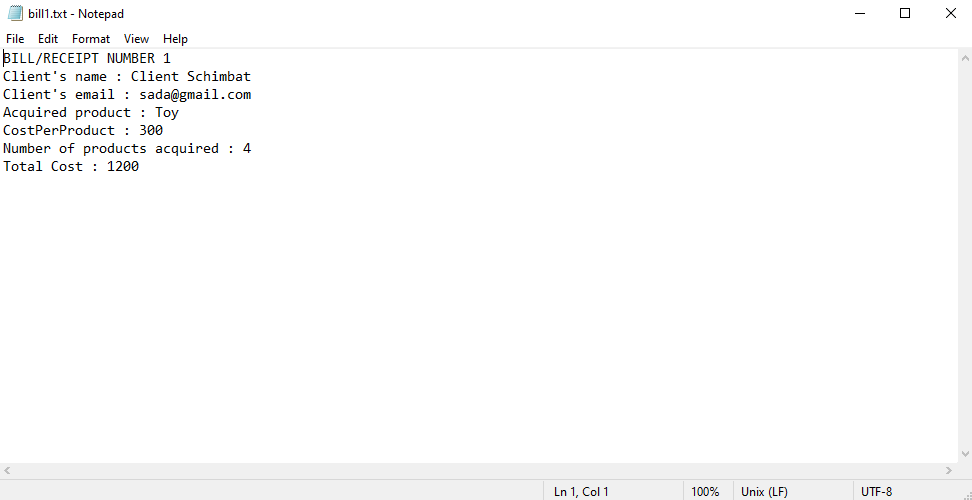 bill1.txt - Notepad
File Edit Format View Help
BILL/RECEIPT NUMBER 1
Client's name : Client Schimbat
Client's email : sada@gmail.com
Acquired product : Toy
CostPerProduct : 300
Number of products acquired : 4
Total Cost : 1200
Ln 1, Col 1 100% Unix (LF) UTF-8